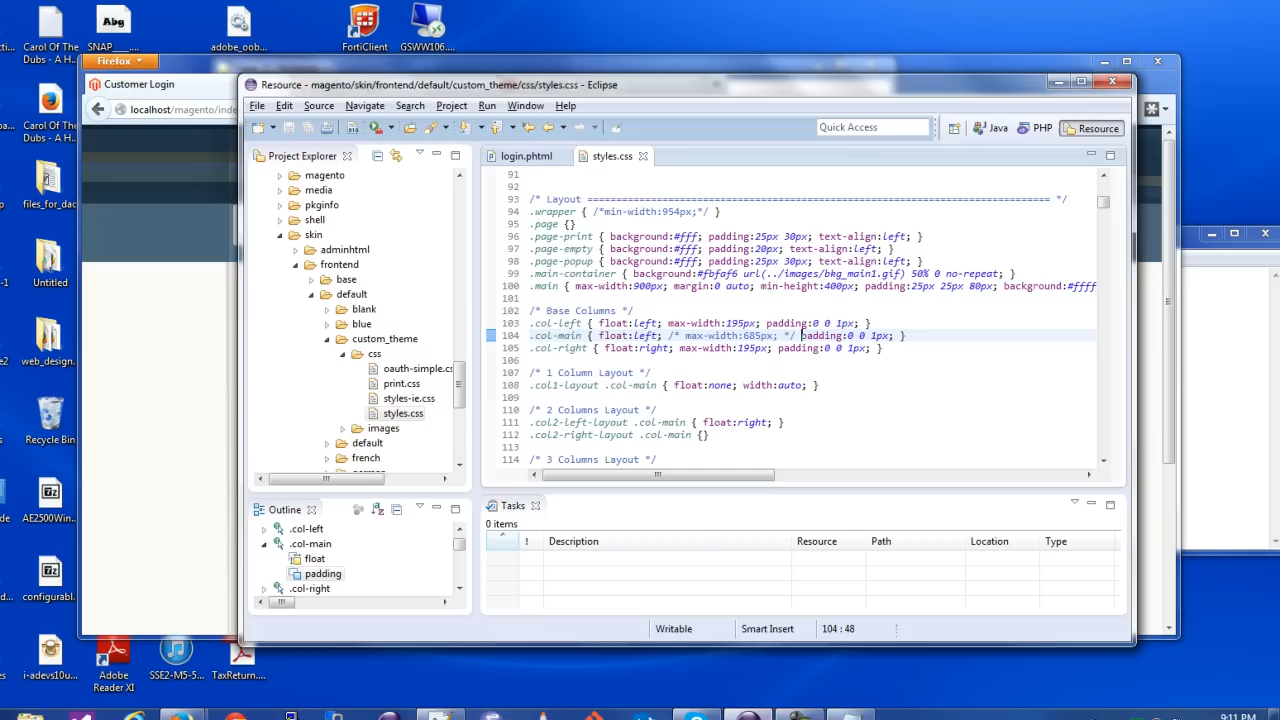 Carol Of The
Dubs - A H...
SNAP____....
adobe_oob...
FortiClient
GSWW106....
Carol Of The
Dubs - A H...
files_for_dac
Untitled
web_design...
Recycle Bin
AE2500Win...
configurabl...
i-adevs10u...
Adobe
Reader XI
SSE2-M5-5...
TaxReturn....
Firefox
Customer Login
localhost/magento/inde
Resource - magento/skin/frontend/default/custom_theme/css/styles.css - Eclipse
File Edit Source Navigate Search Project Run Window Help
Quick Access
Java PHP Resource
Project Explorer
magento
media
pkginfo
shell
skin
adminhtml
frontend
base
default
blank
blue
custom_theme
css
oauth-simple.cs
print.css
styles-ie.css
styles.css
images
default
french
login.phtml styles.css
91
92
93 /* Layout =============================================================================== */
94 .wrapper { /*min-width:954px;*/ }
95 .page {}
96 .page-print { background:#fff; padding:25px 30px; text-align:left; }
97 .page-empty { background:#fff; padding:20px; text-align:left; }
98 .page-popup { background:#fff; padding:25px 30px; text-align:left; }
99 .main-container { background:#fbfaf6 url(../images/bkg_main1.gif) 50% 0 no-repeat; }
100 .main { max-width:900px; margin:0 auto; min-height:400px; padding:25px 25px 80px; background:#ffff
101
102 /* Base Columns */
103 .col-left { float:left; max-width:195px; padding:0 0 1px; }
104 .col-main { float:left; /* max-width:685px; */ padding:0 0 1px; }
105 .col-right { float:right; max-width:195px; padding:0 0 1px; }
106
107 /* 1 Column Layout */
108 .col1-layout .col-main { float:none; width:auto; }
109
110 /* 2 Columns Layout */
111 .col2-left-layout .col-main { float:right; }
112 .col2-right-layout .col-main {}
113
114 /* 3 Columns Layout */
Outline
.col-left
.col-main
float
padding
.col-right
Tasks
0 items
! Description Resource Path Location Type
Writable Smart Insert 104 : 48
9:11 PM